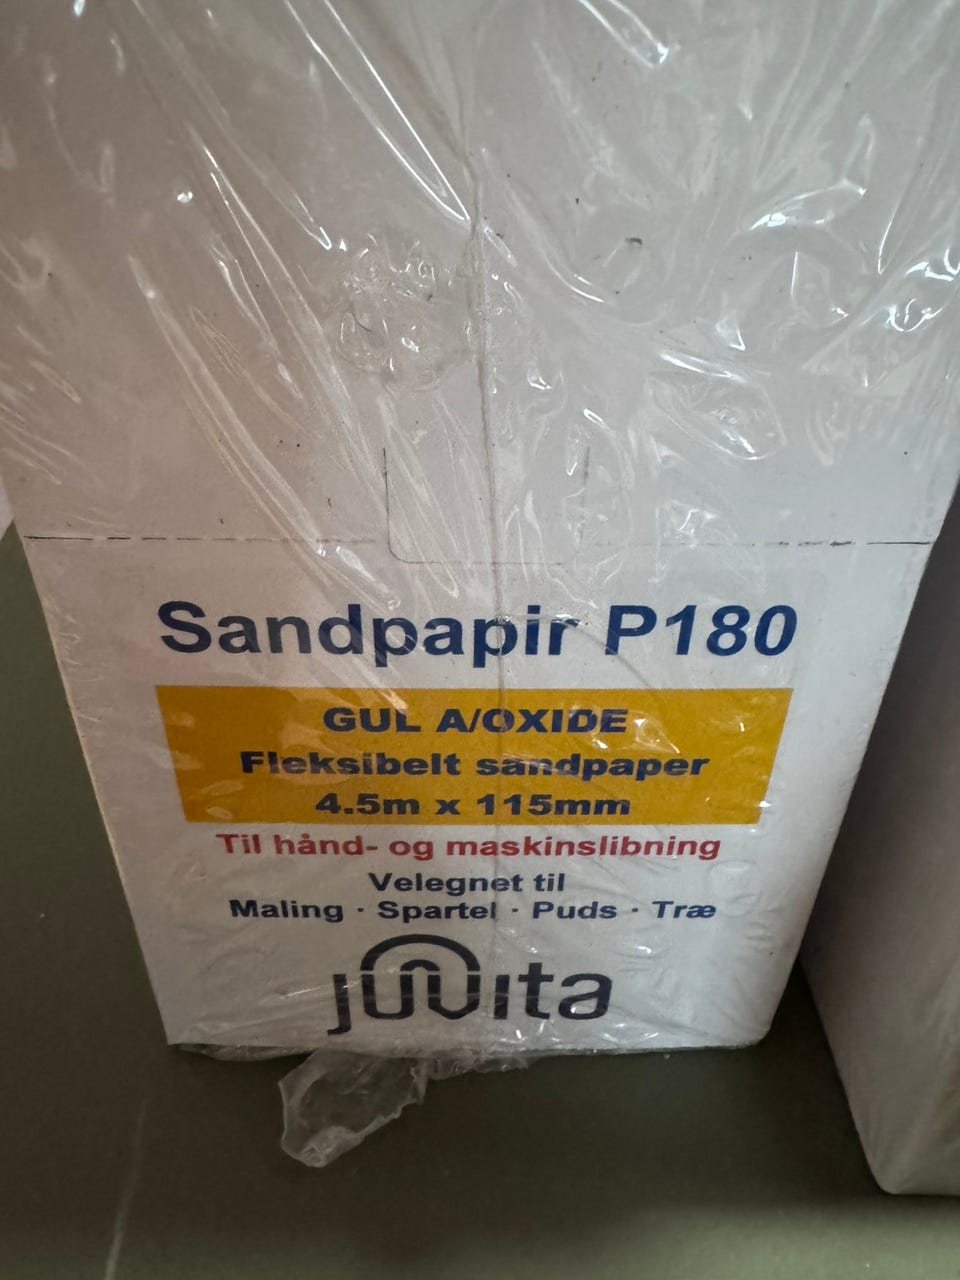 Sandpapir P180
GUL A/OXIDE
Fleksibelt sandpaper
4.5m x 115mm
Til hånd- og maskinslibning
Velegnet til
Maling · Spartel · Puds · Træ
juvita